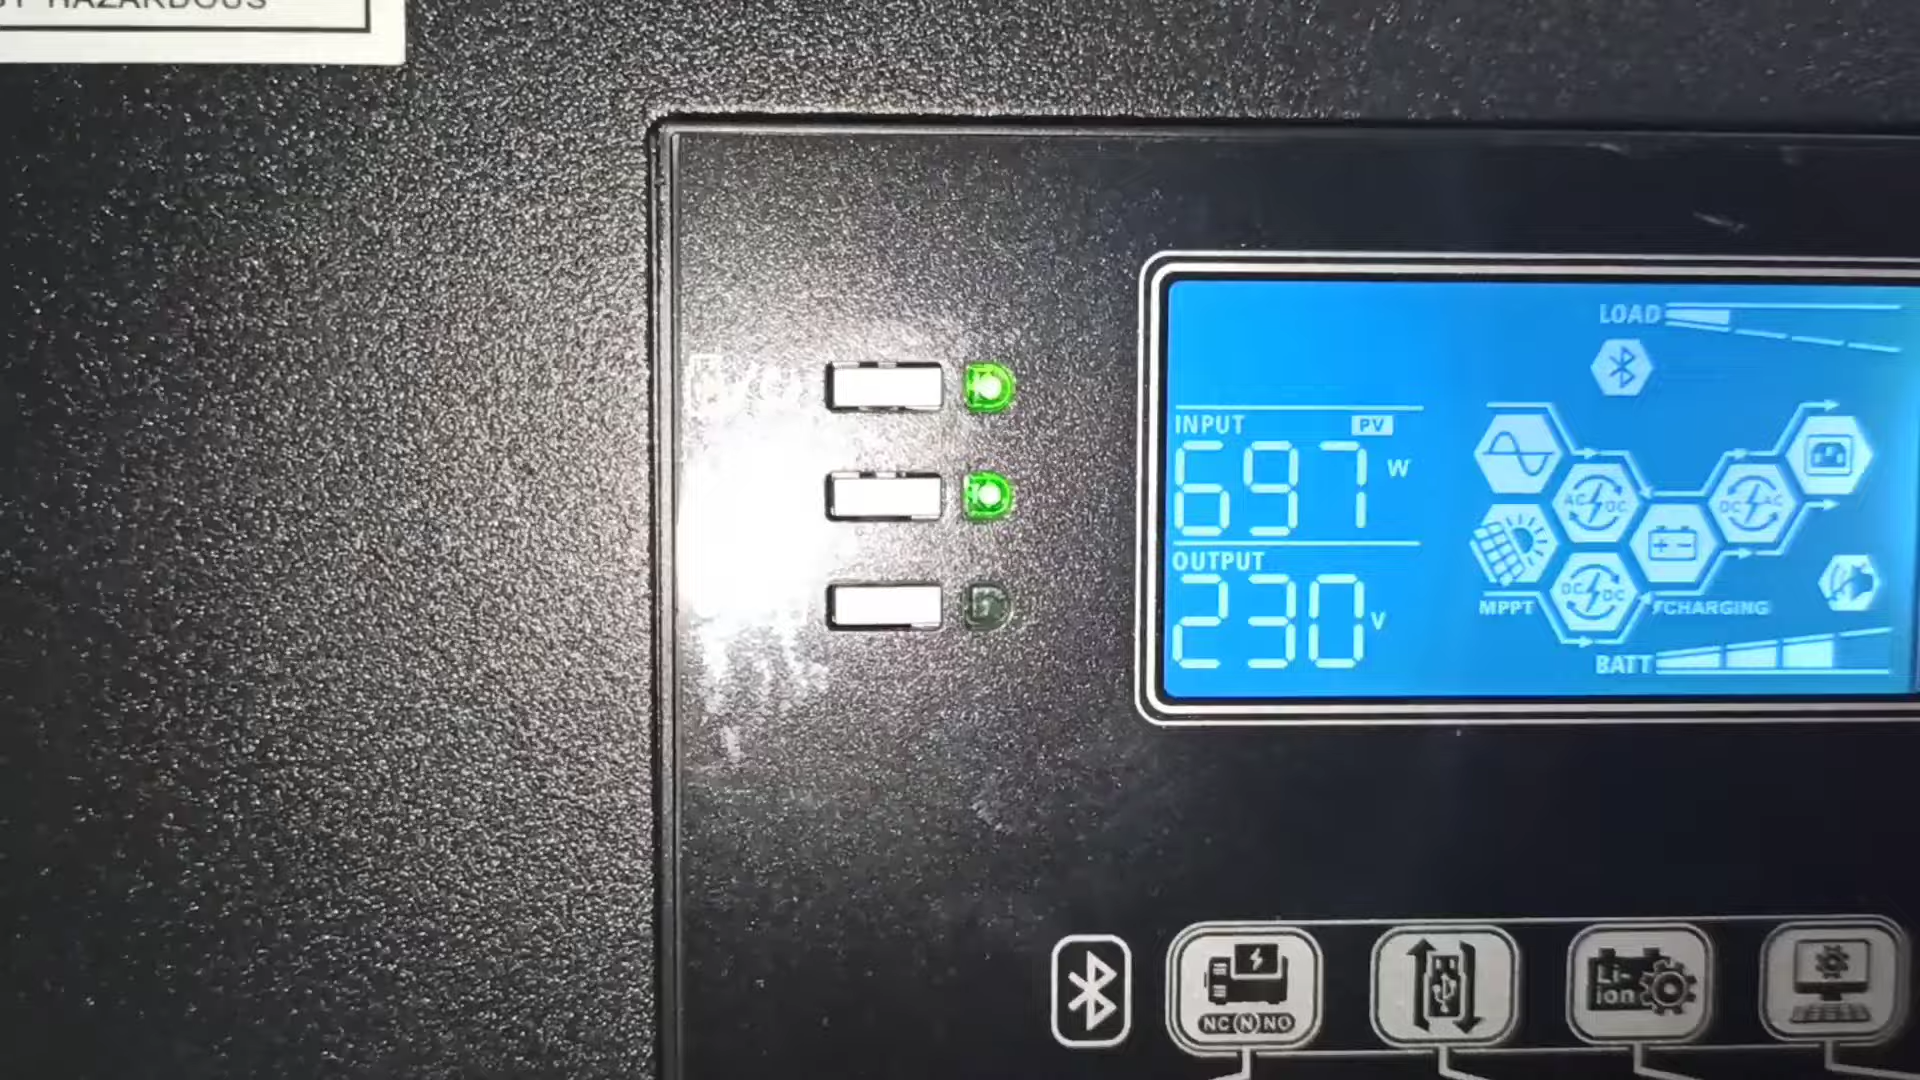 HAZARDOUS
LOAD
INPUT PV
697 W
OUTPUT
230 V
AC DC
DC AC
DC DC
MPPT
CHARGING
BATT
NC (N) NO
Li-
ion